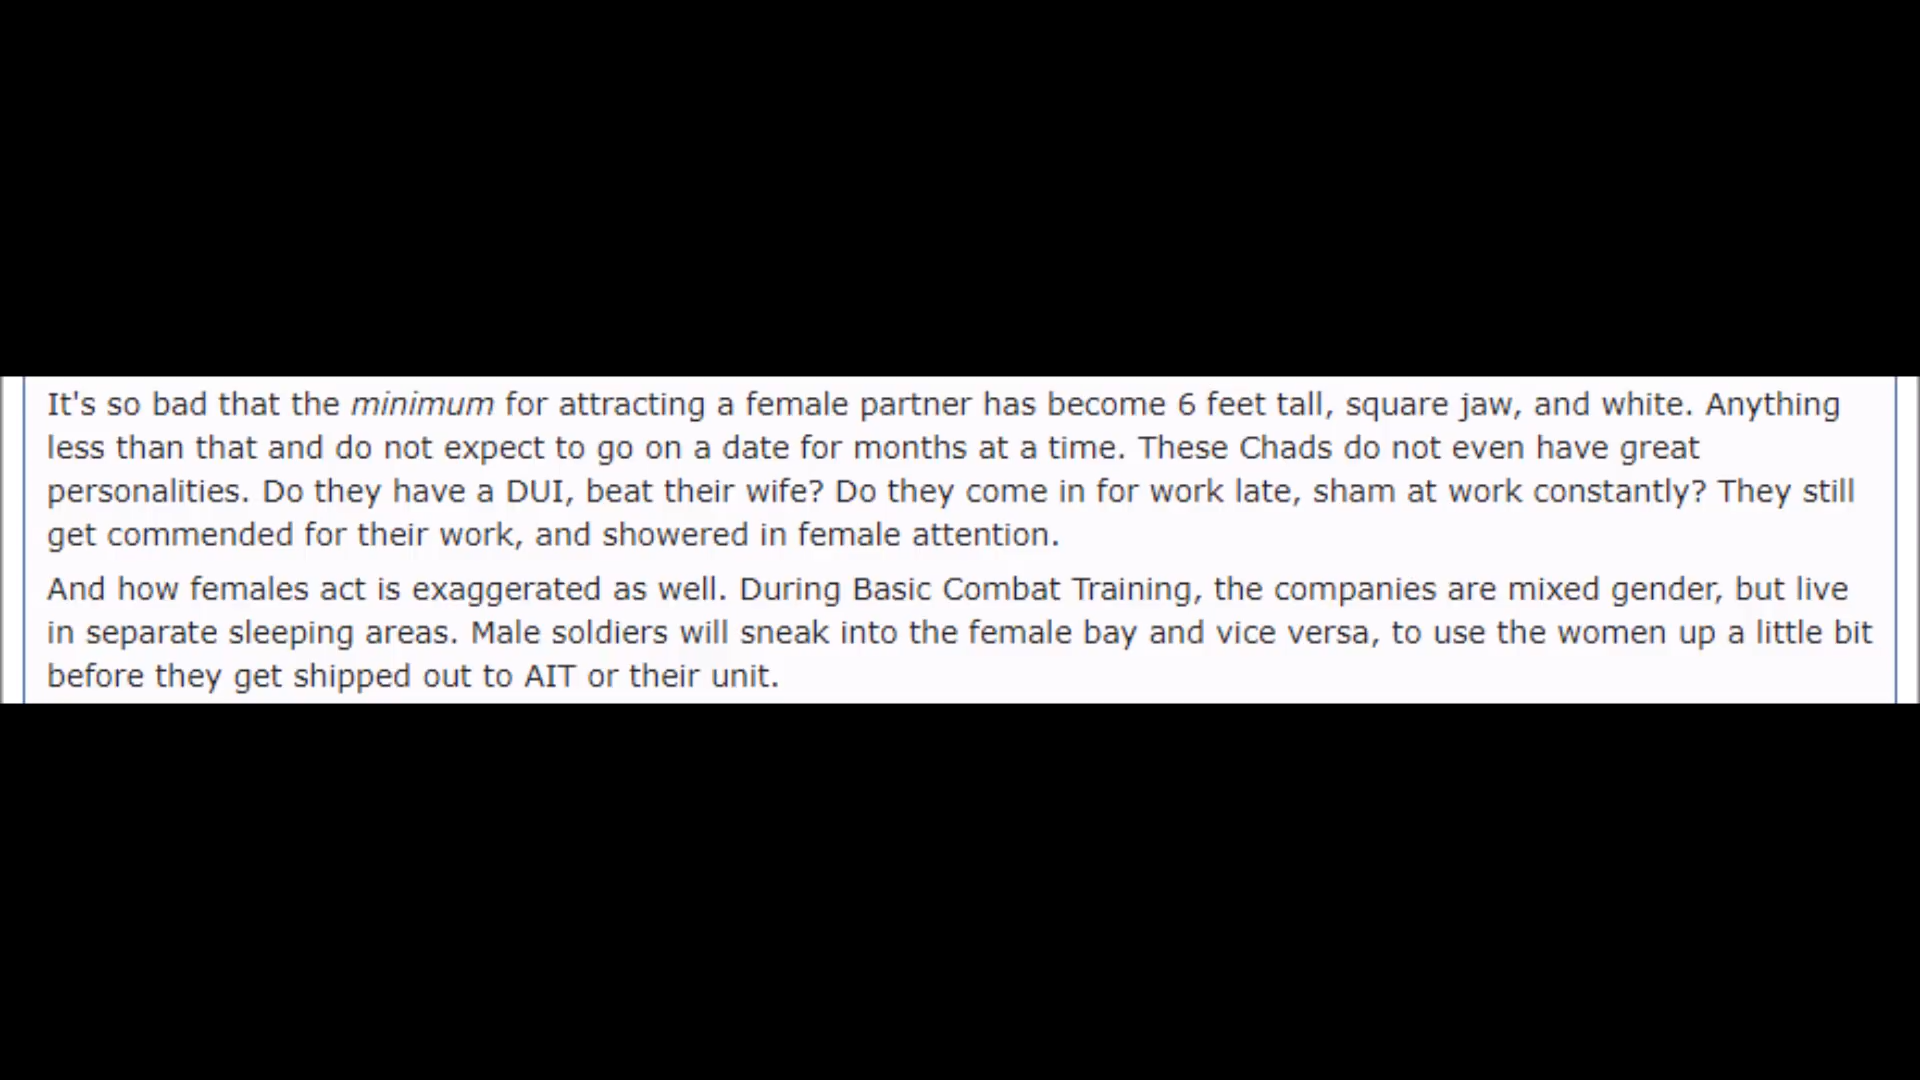 It's so bad that the minimum for attracting a female partner has become 6 feet tall, square jaw, and white. Anything
less than that and do not expect to go on a date for months at a time. These Chads do not even have great
personalities. Do they have a DUI, beat their wife? Do they come in for work late, sham at work constantly? They still
get commended for their work, and showered in female attention.
And how females act is exaggerated as well. During Basic Combat Training, the companies are mixed gender, but live
in separate sleeping areas. Male soldiers will sneak into the female bay and vice versa, to use the women up a little bit
before they get shipped out to AIT or their unit.